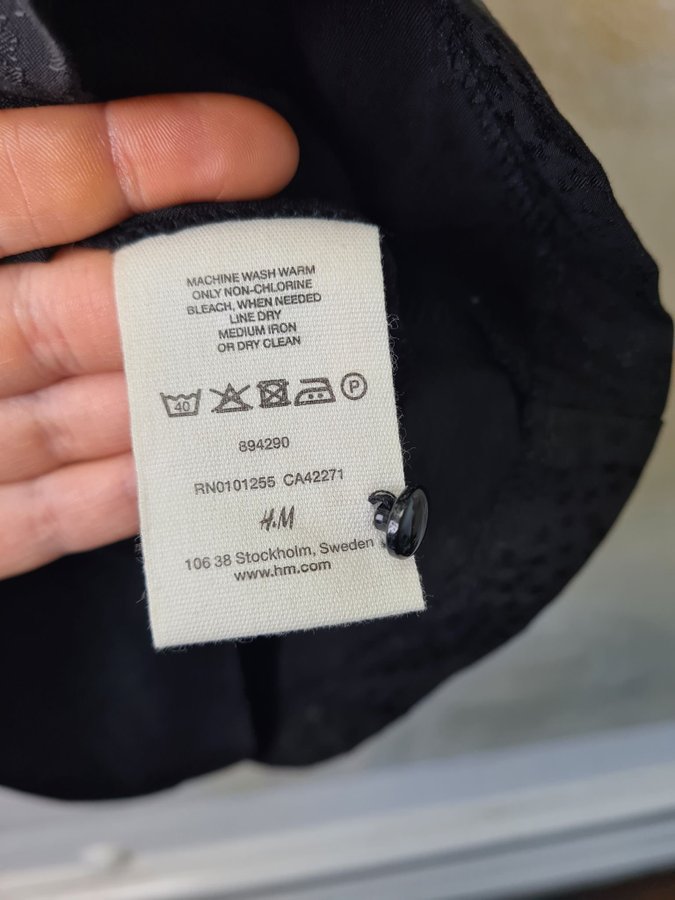 MACHINE WASH WARM
ONLY NON-CHLORINE
BLEACH, WHEN NEEDED
LINE DRY
MEDIUM IRON
OR DRY CLEAN
40 P
894290
RN0101255 CA42271
H&M
106 38 Stockholm, Sweden
www.hm.com